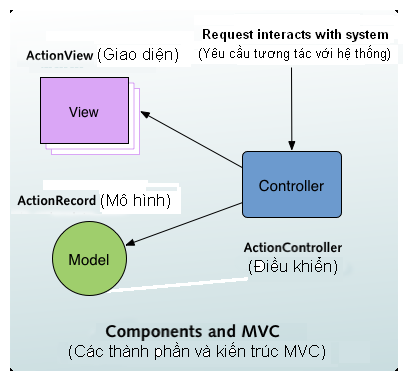 Request interacts with system
(Yêu cầu tương tác với hệ thống)
ActionView (Giao diện)
View
Controller
ActionRecord (Mô hình)
Model
ActionController
(Điều khiển)
Components and MVC
(Các thành phần và kiến trúc MVC)